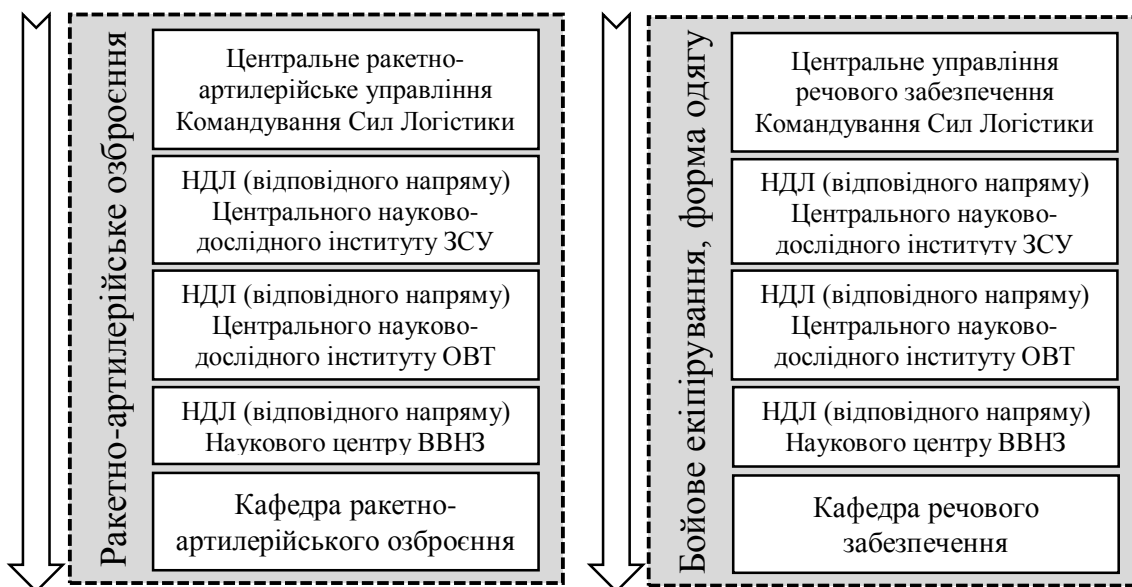 Ракетно-артилерійське озброєння
Центральне ракетно-
артилерійське управління
Командування Сил Логістики
НДЛ (відповідного напряму)
Центрального науково-
дослідного інституту ЗСУ
НДЛ (відповідного напряму)
Центрального науково-
дослідного інституту ОВТ
НДЛ (відповідного напряму)
Наукового центру ВВНЗ
Кафедра ракетно-
артилерійського озброєння
Бойове екіпірування, форма одягу
Центральне управління
речового забезпечення
Командування Сил Логістики
НДЛ (відповідного напряму)
Центрального науково-
дослідного інституту ЗСУ
НДЛ (відповідного напряму)
Центрального науково-
дослідного інституту ОВТ
НДЛ (відповідного напряму)
Наукового центру ВВНЗ
Кафедра речового
забезпечення